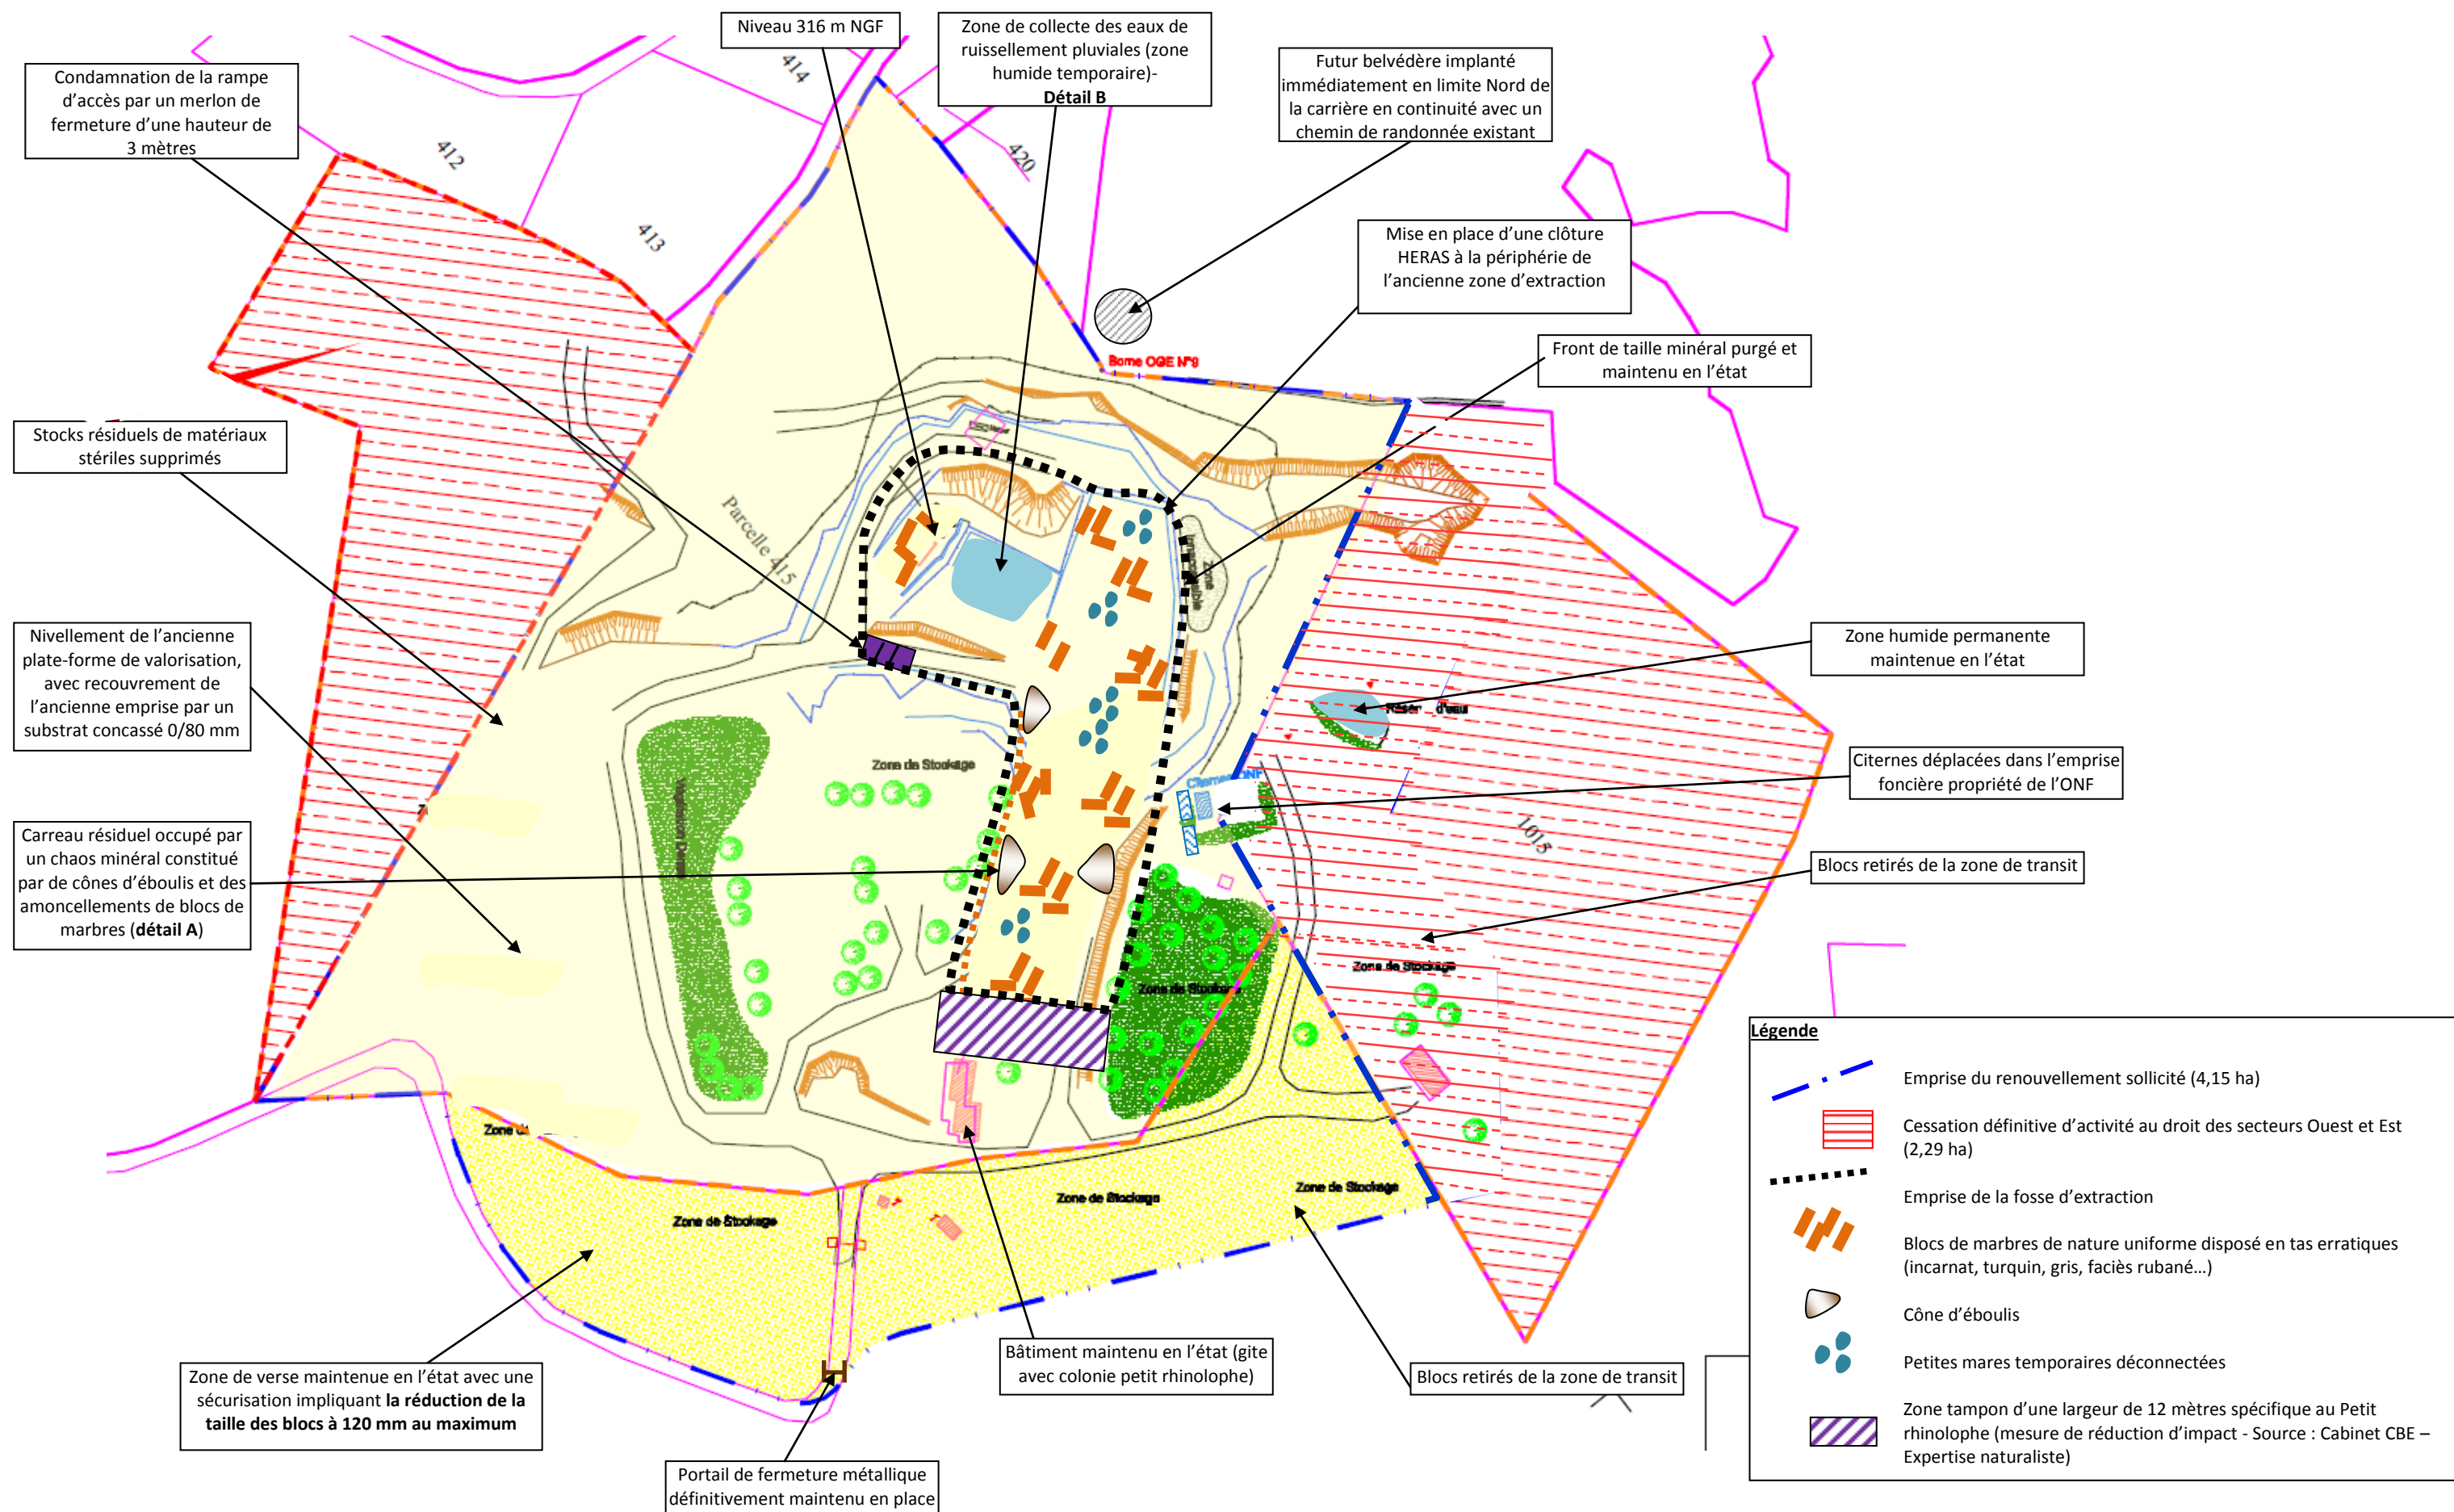 Niveau 316 m NGF
Zone de collecte des eaux de
ruissellement pluviales (zone
humide temporaire)-
Détail B
Condamnation de la rampe
d’accès par un merlon de
fermeture d’une hauteur de
3 mètres
Futur belvédère implanté
immédiatement en limite Nord de
la carrière en continuité avec un
chemin de randonnée existant
414
412
420
413
Mise en place d’une clôture
HERAS à la périphérie de
l’ancienne zone d’extraction
Front de taille minéral purgé et
maintenu en l’état
Borne OGE N°9
Stocks résiduels de matériaux
stériles supprimés
Parcelle 415
Zone
Inaccessible
Nivellement de l’ancienne
plate-forme de valorisation,
avec recouvrement de
l’ancienne emprise par un
substrat concassé 0/80 mm
Zone humide permanente
maintenue en l’état
d'eau
Zone de Stockage
Citernes ONF
Citernes déplacées dans l’emprise
foncière propriété de l’ONF
Végétation Dense
1015
Carreau résiduel occupé par
un chaos minéral constitué
par de cônes d’éboulis et des
amoncellements de blocs de
marbres (détail A)
Blocs retirés de la zone de transit
Zone de Stockage
Zone de Stockage
Zone de Stockage
Zone de Stockage
Zone de Stockage
Zone de verse maintenue en l’état avec une
sécurisation impliquant la réduction de la
taille des blocs à 120 mm au maximum
Bâtiment maintenu en l’état (gite
avec colonie petit rhinolophe)
Blocs retirés de la zone de transit
Portail de fermeture métallique
définitivement maintenu en place
Légende
Emprise du renouvellement sollicité (4,15 ha)
Cessation définitive d’activité au droit des secteurs Ouest et Est
(2,29 ha)
Emprise de la fosse d’extraction
Blocs de marbres de nature uniforme disposé en tas erratiques
(incarnat, turquin, gris, faciès rubané…)
Cône d’éboulis
Petites mares temporaires déconnectées
Zone tampon d’une largeur de 12 mètres spécifique au Petit
rhinolophe (mesure de réduction d’impact - Source : Cabinet CBE –
Expertise naturaliste)